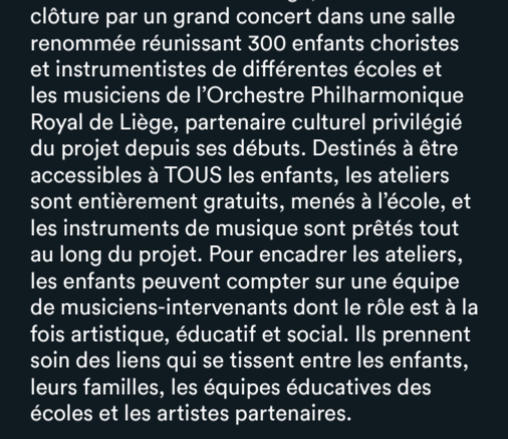 clôture par un grand concert dans une salle
renommée réunissant 300 enfants choristes
et instrumentistes de différentes écoles et
les musiciens de l’Orchestre Philharmonique
Royal de Liège, partenaire culturel privilégié
du projet depuis ses débuts. Destinés à être
accessibles à TOUS les enfants, les ateliers
sont entièrement gratuits, menés à l’école, et
les instruments de musique sont prêtés tout
au long du projet. Pour encadrer les ateliers,
les enfants peuvent compter sur une équipe
de musiciens-intervenants dont le rôle est à la
fois artistique, éducatif et social. Ils prennent
soin des liens qui se tissent entre les enfants,
leurs familles, les équipes éducatives des
écoles et les artistes partenaires.